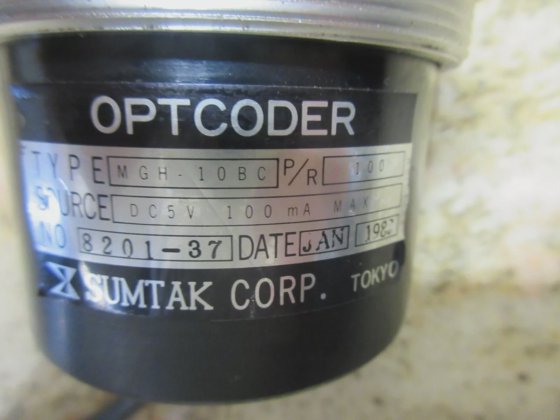 OPTCODER
TYPE MGH-10BC P/R 100
SOURCE DC5V 100mA MAX
NO 8201-37 DATE JAN
SUMTAK CORP. TOKYO